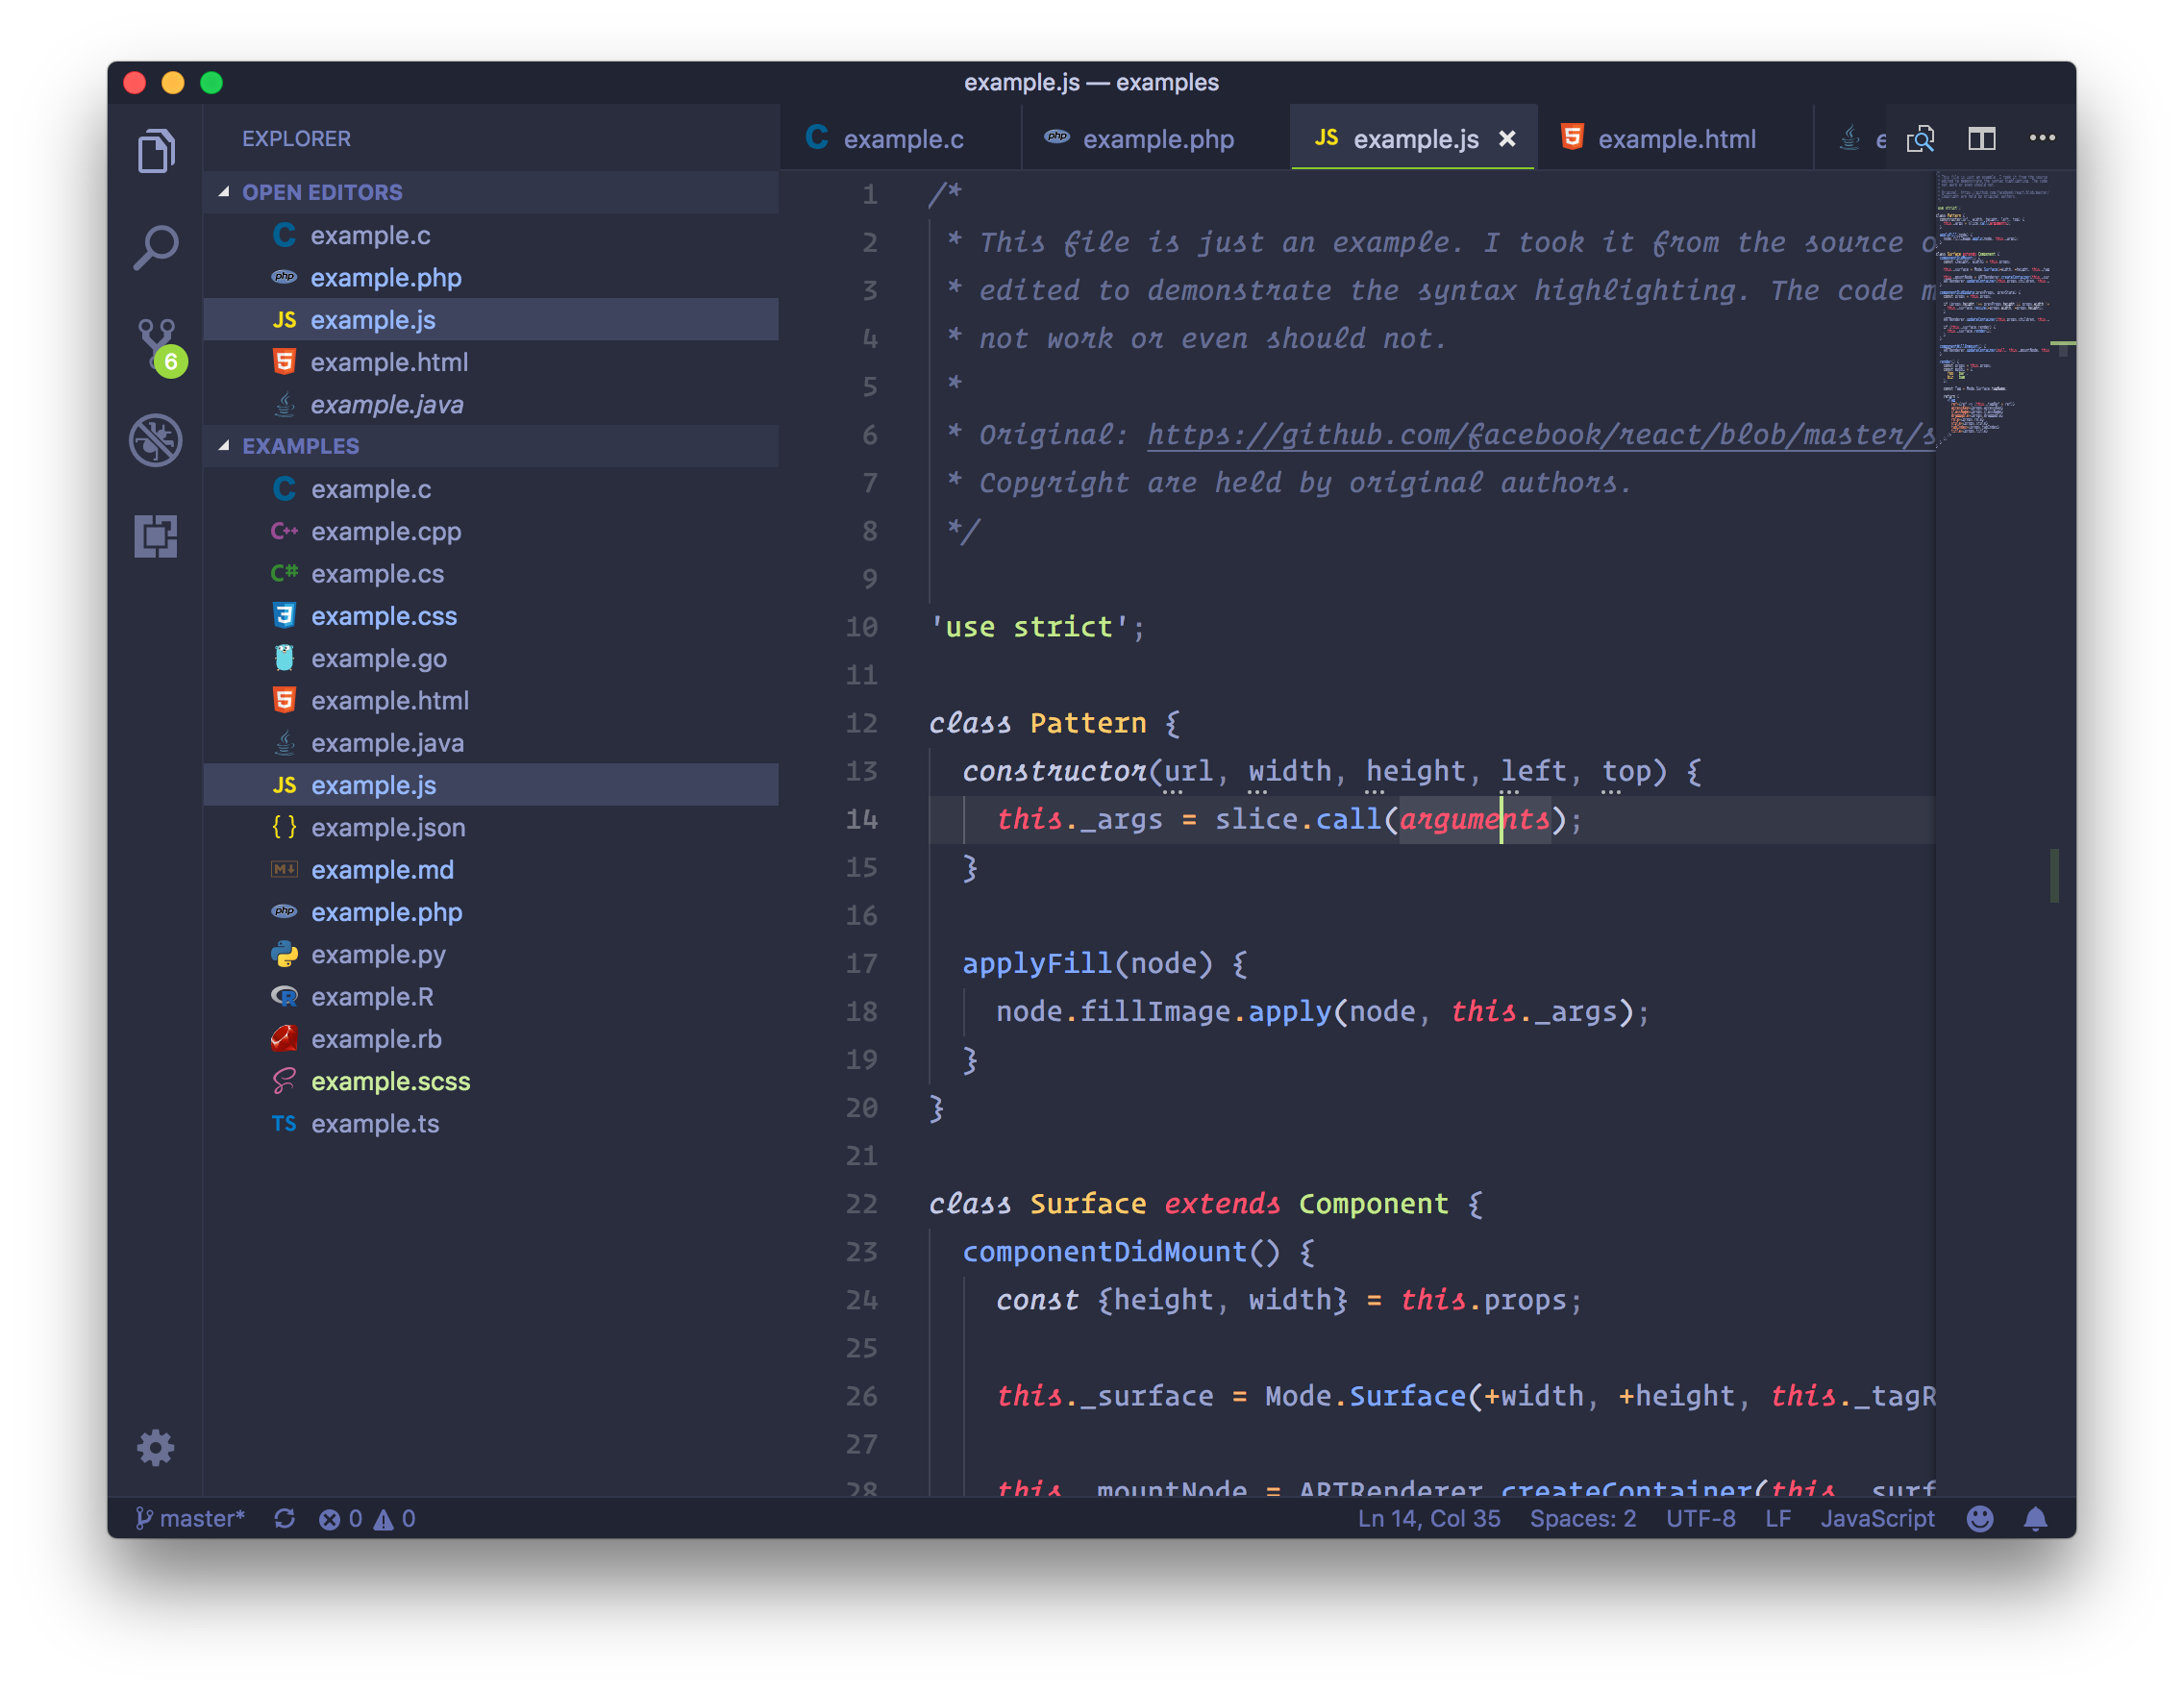 example.js — examples
EXPLORER
OPEN EDITORS
example.c
php example.php
JS example.js
example.html
example.java
EXAMPLES
C example.c
C++ example.cpp
C# example.cs
example.css
example.go
example.html
example.java
JS example.js
{ } example.json
M↓ example.md
php example.php
example.py
R example.R
example.rb
example.scss
TS example.ts
6
C example.c
php example.php
JS example.js ×
5 example.html
e
1 /*
2 * This file is just an example. I took it from the source o
3 * edited to demonstrate the syntax highlighting. The code m
4 * not work or even should not.
5 *
6 * Original: https://github.com/facebook/react/blob/master/s
7 * Copyright are held by original authors.
8 */
9
10 'use strict';
11
12 class Pattern {
13 constructor(url, width, height, left, top) {
14 this._args = slice.call(arguments);
15 }
16
17 applyFill(node) {
18 node.fillImage.apply(node, this._args);
19 }
20 }
21
22 class Surface extends Component {
23 componentDidMount() {
24 const {height, width} = this.props;
25
26 this._surface = Mode.Surface(+width, +height, this._tagR
27
28 this._mountNode = ARTRenderer.createContainer(this._surf
master* 0 0
Ln 14, Col 35 Spaces: 2 UTF-8 LF JavaScript